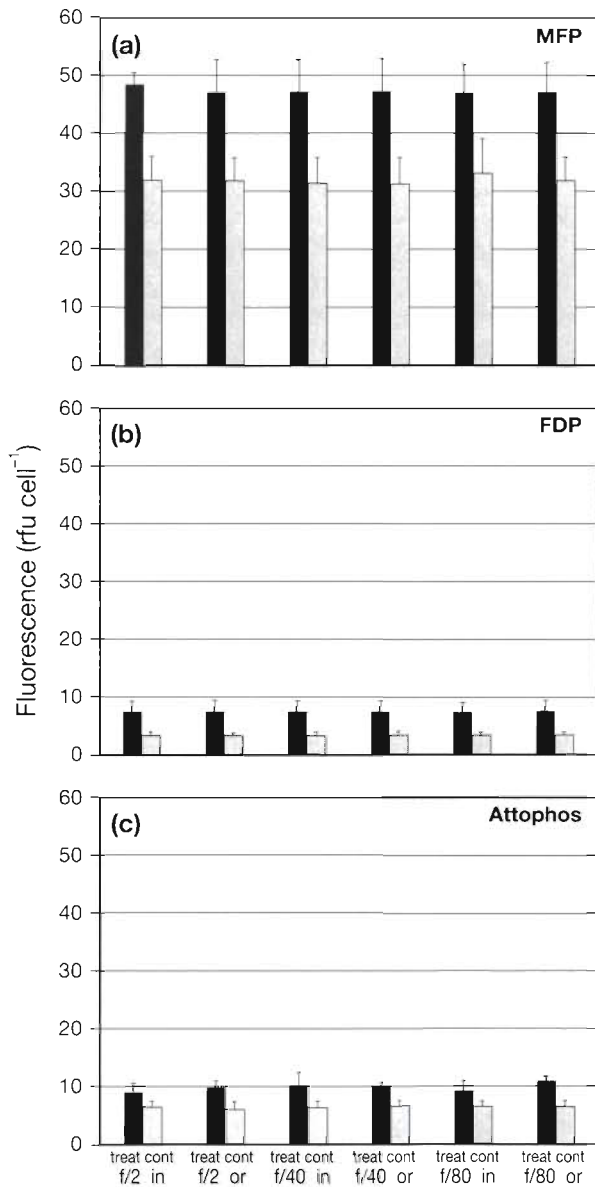 60
(a)
MFP
50
40
30
20
10
0
60
(b)
FDP
50
40
30
20
10
0
Fluorescence (rfu cell⁻¹)
60
(c)
Attophos
50
40
30
20
10
0
treat cont treat cont treat cont treat cont treat cont treat cont
f/2 in f/2 or f/40 in f/40 or f/80 in f/80 or